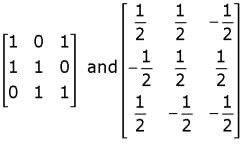 [1 0 1; 1 1 0; 0 1 1] and [1/2 1/2 -1/2; -1/2 1/2 1/2; 1/2 -1/2 -1/2]